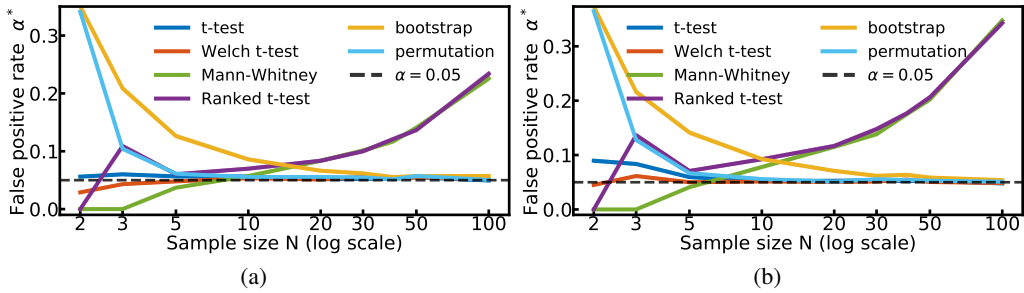 False positive rate α*
0.3
0.2
0.1
0.0
t-test
Welch t-test
Mann-Whitney
Ranked t-test
bootstrap
permutation
α = 0.05
2 3 5 10 20 30 50 100
Sample size N (log scale)
(a)
False positive rate α*
0.3
0.2
0.1
0.0
t-test
Welch t-test
Mann-Whitney
Ranked t-test
bootstrap
permutation
α = 0.05
2 3 5 10 20 30 50 100
Sample size N (log scale)
(b)